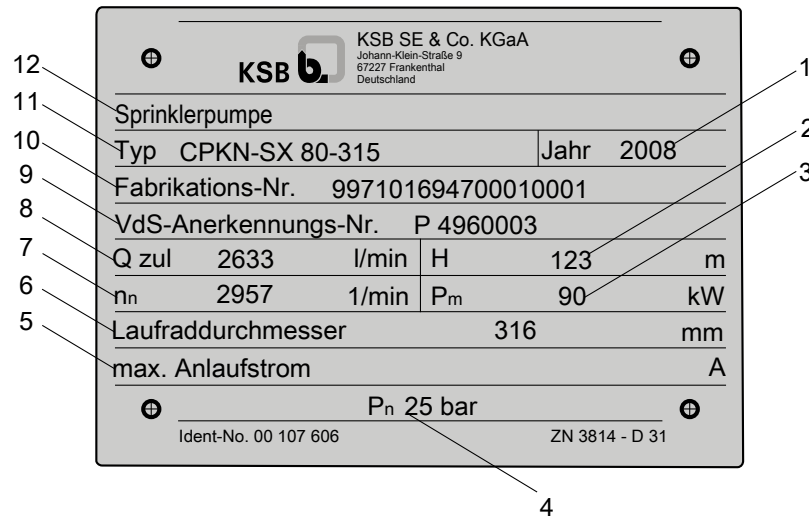 KSB SE & Co. KGaA
Johann-Klein-Straße 9
67227 Frankenthal
Deutschland
KSB b.
12
Sprinklerpumpe
1
11
Typ CPKN-SX 80-315 Jahr 2008
2
10
Fabrikations-Nr. 997101694700010001
3
9
VdS-Anerkennungs-Nr. P 4960003
8
Q zul 2633 l/min H 123 m
7
nn 2957 1/min Pm 90 kW
6
Laufraddurchmesser 316 mm
5
max. Anlaufstrom A
Pn 25 bar
Ident-No. 00 107 606 ZN 3814 - D 31
4